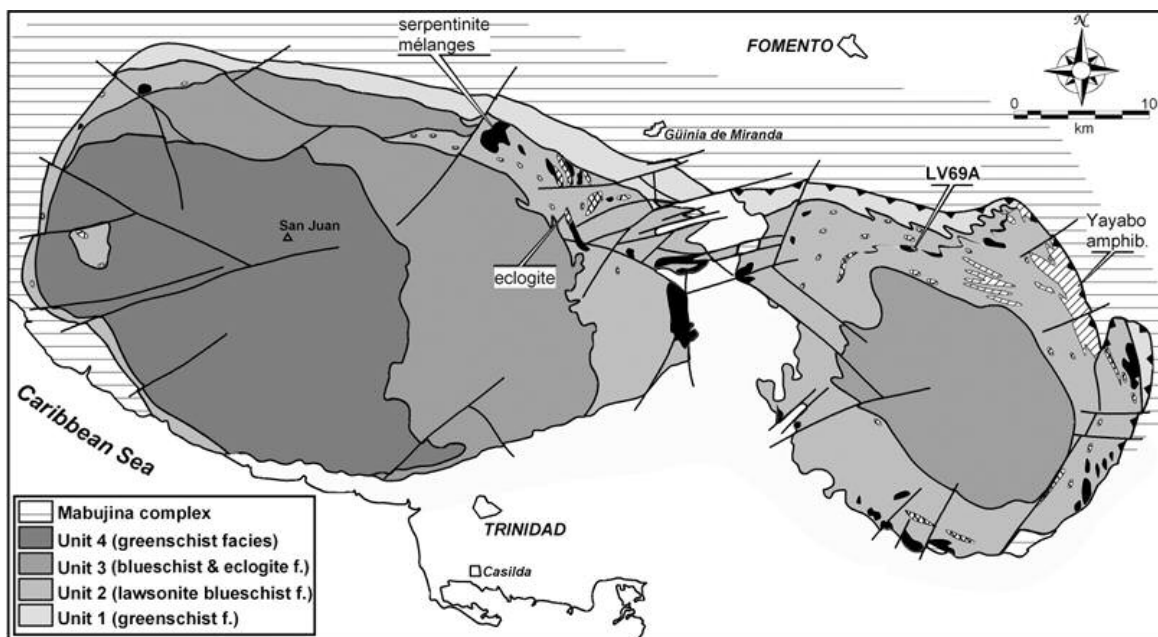 serpentinite
mélanges
FOMENTO
N
0 10
km
Güinia de Miranda
LV69A
Yayabo
amphib.
San Juan
eclogite
Caribbean Sea
Mabujina complex
Unit 4 (greenschist facies)
Unit 3 (blueschist & eclogite f.)
Unit 2 (lawsonite blueschist f.)
Unit 1 (greenschist f.)
TRINIDAD
Casilda